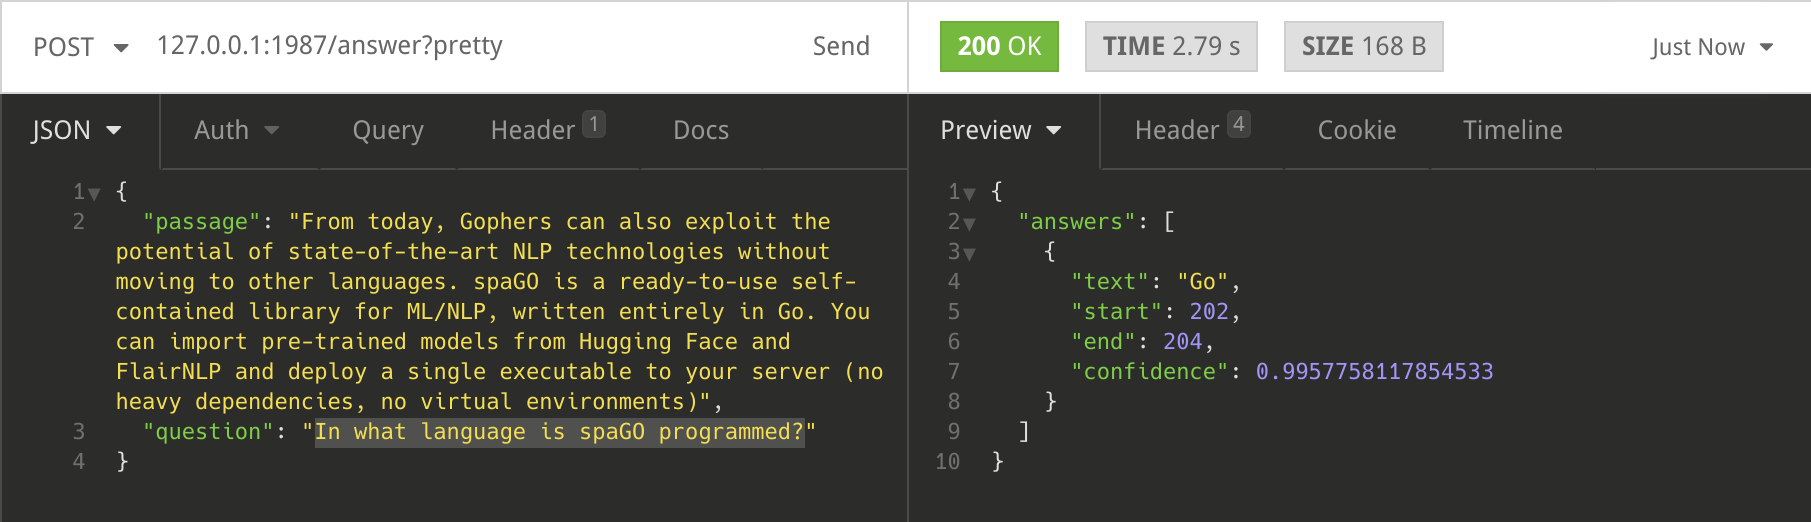 POST 127.0.0.1:1987/answer?pretty Send
200 OK TIME 2.79 s SIZE 168 B Just Now
JSON Auth Query Header 1 Docs
1 {
2 "passage": "From today, Gophers can also exploit the
potential of state-of-the-art NLP technologies without
moving to other languages. spaGO is a ready-to-use self-
contained library for ML/NLP, written entirely in Go. You
can import pre-trained models from Hugging Face and
FlairNLP and deploy a single executable to your server (no
heavy dependencies, no virtual environments)",
3 "question": "In what language is spaGO programmed?"
4 }
Preview Header 4 Cookie Timeline
1 {
2 "answers": [
3 {
4 "text": "Go",
5 "start": 202,
6 "end": 204,
7 "confidence": 0.9957758117854533
8 }
9 ]
10 }